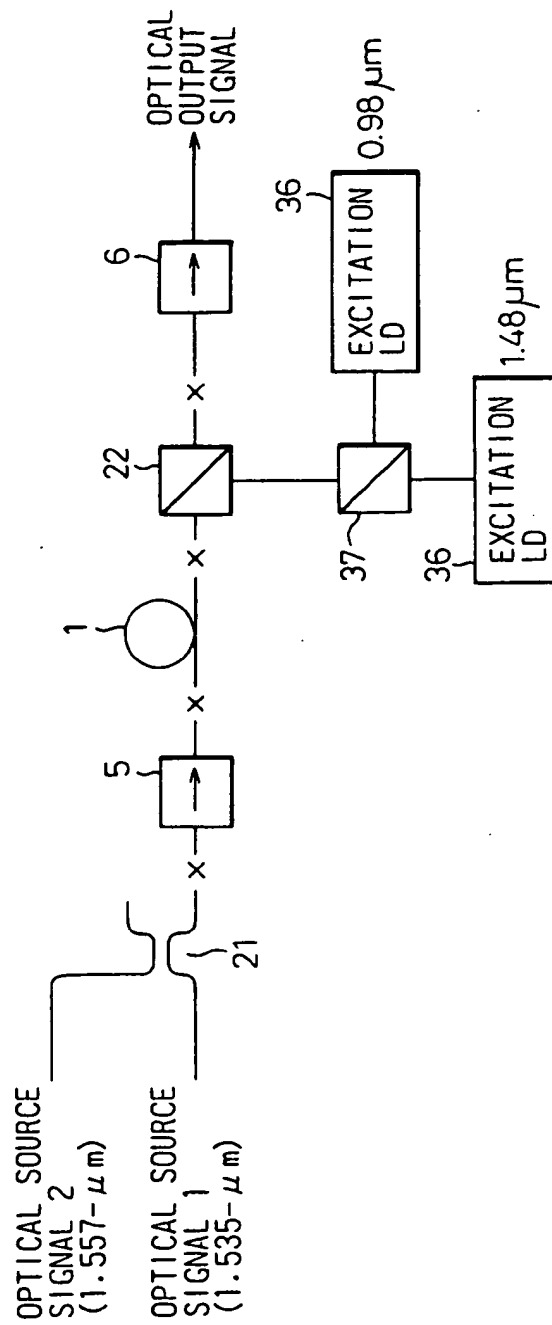 OPTICAL SOURCE
SIGNAL 2
(1.557-μm)
OPTICAL SOURCE
SIGNAL 1
(1.535-μm)
21
5
1
22
6
OPTICAL
OUTPUT
SIGNAL
37
36
EXCITATION
LD
0.98μm
36
EXCITATION
LD
1.48μm